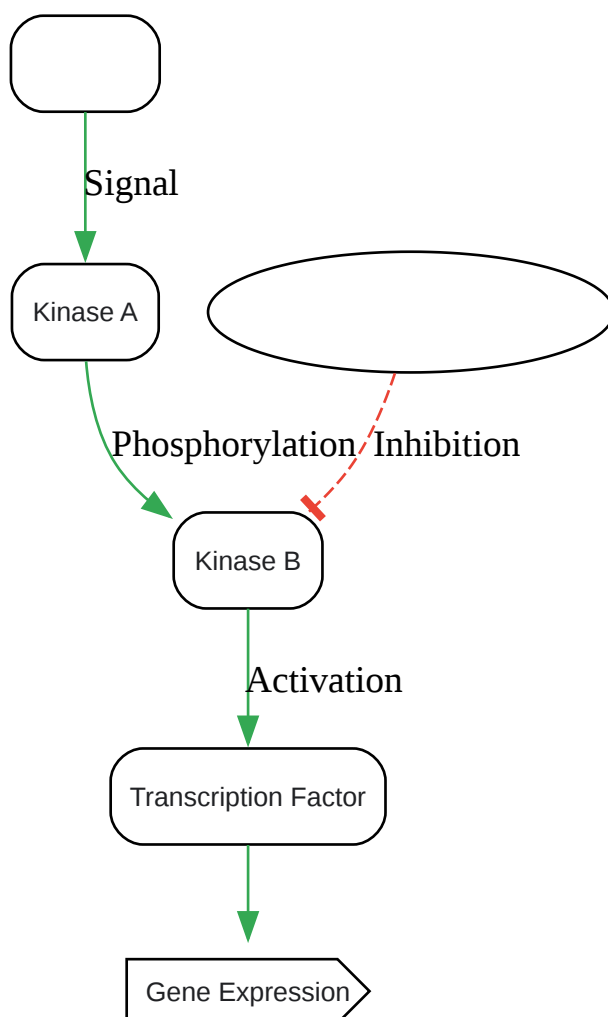 Signal
Kinase A
Phosphorylation
Inhibition
Kinase B
Activation
Transcription Factor
Gene Expression